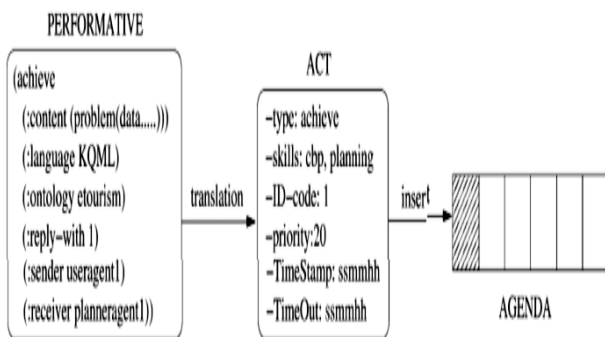 PERFORMATIVE
(achieve
(:content (problem(data.....)))
(:language KQML)
(:ontology etourism)
(:reply-with 1)
(:sender useragent1)
(:receiver planneragent1))
translation
ACT
-type: achieve
-skills: cbp, planning
-ID-code: 1
-priority:20
-TimeStamp: ssmmhh
-TimeOut: ssmmhh
insert
AGENDA